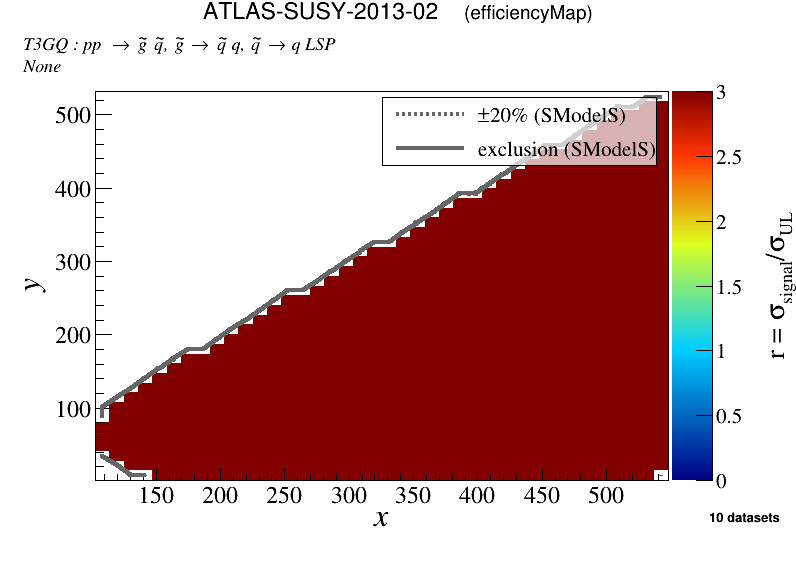 ATLAS-SUSY-2013-02 (efficiencyMap)
T3GQ : pp → g̃ q̃, g̃ → q̃ q, q̃ → q LSP
None
±20% (SModelS)
exclusion (SModelS)
500
400
300
200
100
y
150 200 250 300 350 400 450 500
x
3
2.5
2
1.5
1
0.5
0
r = σ_signal/σ_UL
10 datasets